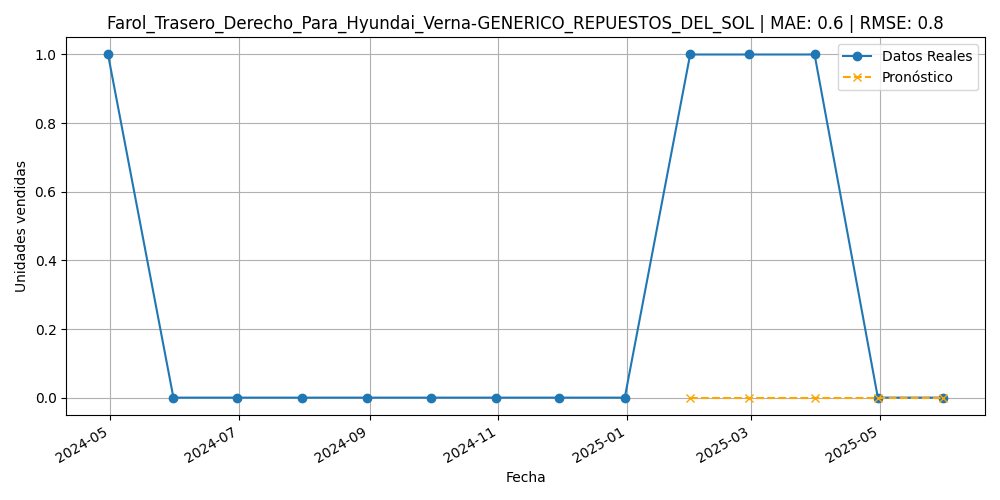 Farol_Trasero_Derecho_Para_Hyundai_Verna-GENERICO_REPUESTOS_DEL_SOL | MAE: 0.6 | RMSE: 0.8
Datos Reales
Pronóstico
Unidades vendidas
1.0
0.8
0.6
0.4
0.2
0.0
2024-05
2024-07
2024-09
2024-11
2025-01
2025-03
2025-05
Fecha